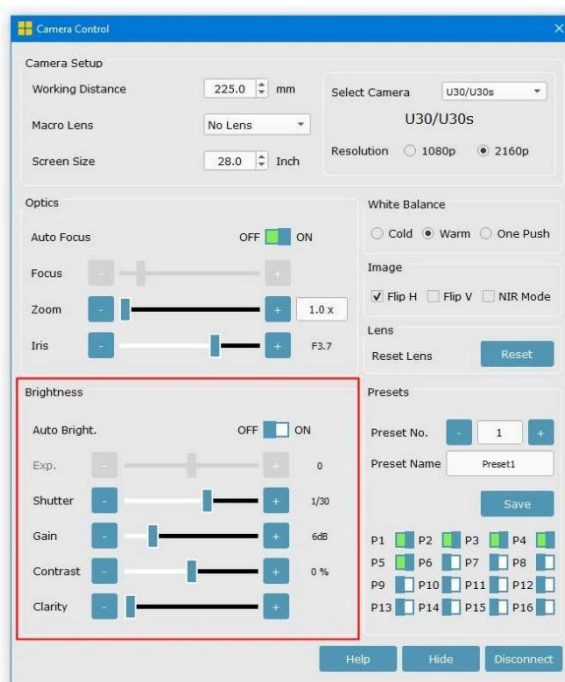 Camera Control
Camera Setup
Working Distance 225.0 mm
Macro Lens No Lens
Screen Size 28.0 Inch
Select Camera U30/U30s
U30/U30s
Resolution 1080p 2160p
Optics
Auto Focus OFF ON
Focus - +
Zoom - + 1.0 x
Iris - + F3.7
White Balance
Cold Warm One Push
Image
Flip H Flip V NIR Mode
Lens
Reset Lens Reset
Brightness
Auto Bright. OFF ON
Exp. - + 0
Shutter - + 1/30
Gain - + 6dB
Contrast - + 0 %
Clarity - +
Presets
Preset No. - 1 +
Preset Name Preset1
Save
P1 P2 P3 P4
P5 P6 P7 P8
P9 P10 P11 P12
P13 P14 P15 P16
Help Hide Disconnect